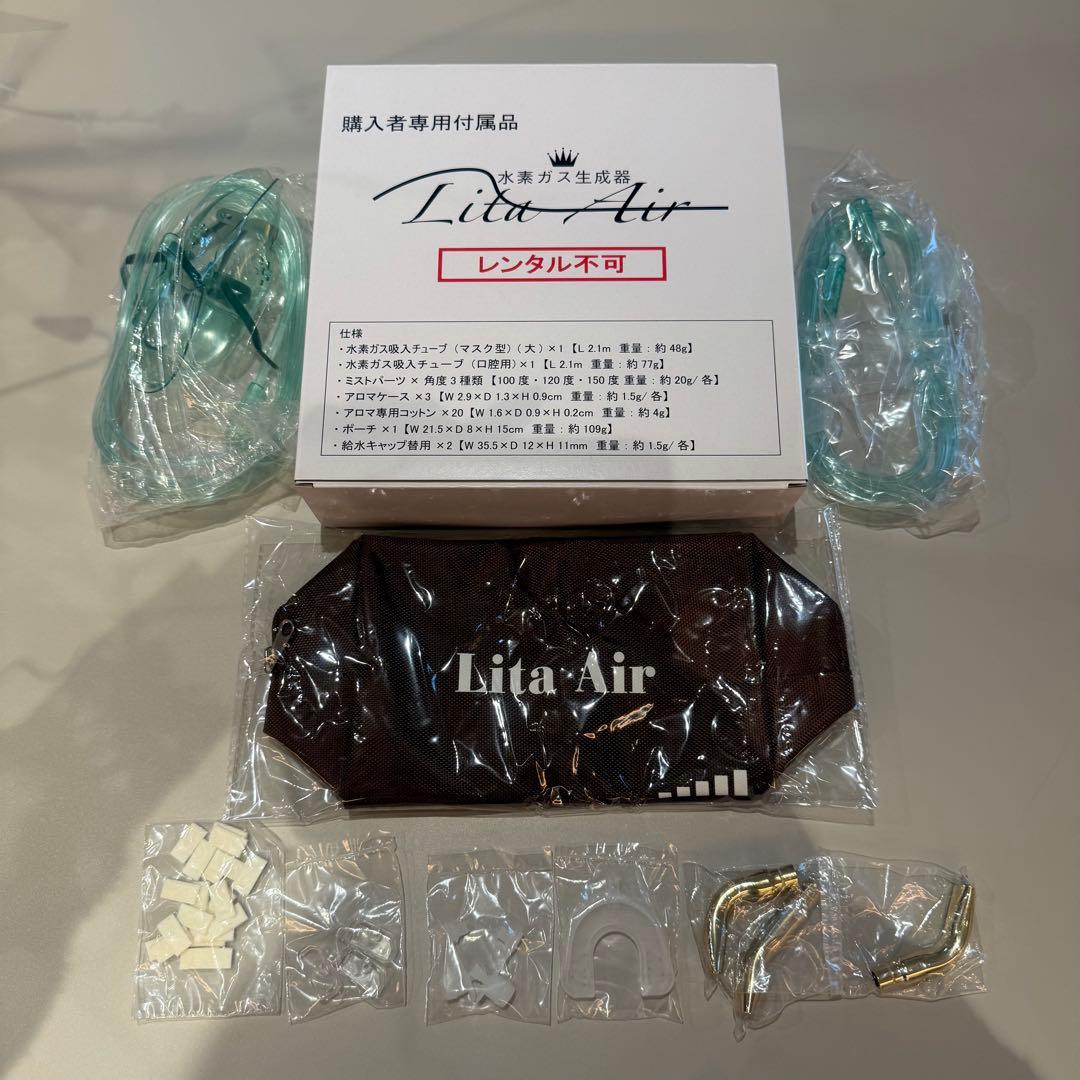 購入者専用付属品
水素ガス生成器
Lita Air
レンタル不可
仕様
・水素ガス吸入チューブ（マスク型）（大）×1【L 2.1m 重量：約 48g】
・水素ガス吸入チューブ（口腔用）×1【L 2.1m 重量：約 77g】
・ミストパーツ × 角度 3 種類 【100 度・120 度・150 度 重量：約 20g/ 各】
・アロマケース ×3【W 2.9×D 1.3×H 0.9cm 重量：約 1.5g/ 各】
・アロマ専用コットン ×20【W 1.6×D 0.9×H 0.2cm 重量：約 4g】
・ポーチ ×1【W 21.5×D 8×H 15cm 重量：約 109g】
・給水キャップ替用 ×2【W 35.5×D 12×H 11mm 重量：約 1.5g/ 各】
Lita Air